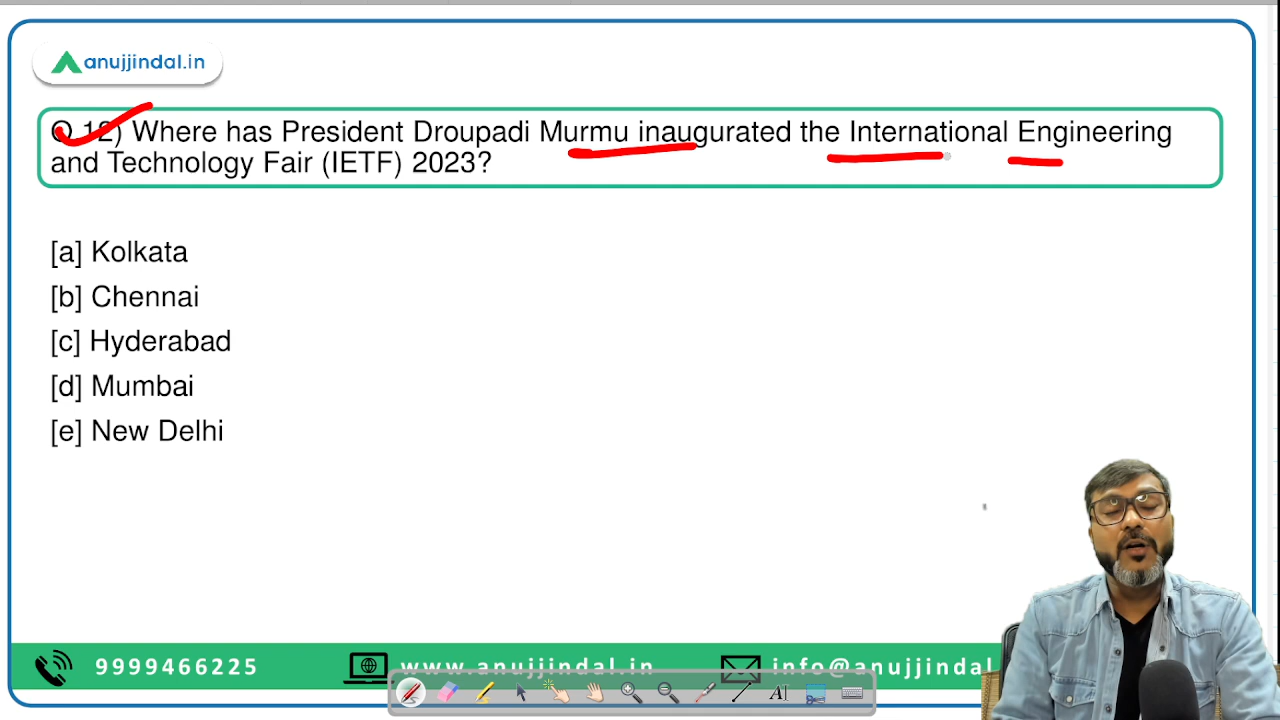 anujjindal.in
Q.12) Where has President Droupadi Murmu inaugurated the International Engineering
and Technology Fair (IETF) 2023?
[a] Kolkata
[b] Chennai
[c] Hyderabad
[d] Mumbai
[e] New Delhi
9999466225 www.anujjindal.in info@anujjindal
AI